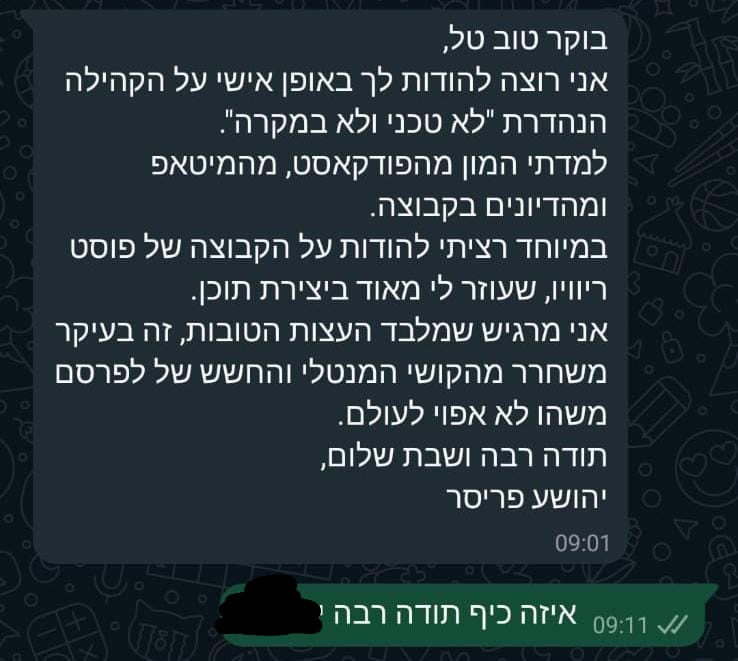 בוקר טוב טל,
אני רוצה להודות לך באופן אישי על הקהילה
הנהדרת "לא טכני ולא במקרה".
למדתי המון מהפודקאסט, מהמיטאפ
ומהדיונים בקבוצה.
במיוחד רציתי להודות על הקבוצה של פוסט
ריוויו, שעוזר לי מאוד ביצירת תוכן.
אני מרגיש שמלבד העצות הטובות, זה בעיקר
משחרר מהקושי המנטלי והחשש של לפרסם
משהו לא אפוי לעולם.
תודה רבה ושבת שלום,
יהושע פריסר
09:01
איזה כיף תודה רבה
09:11